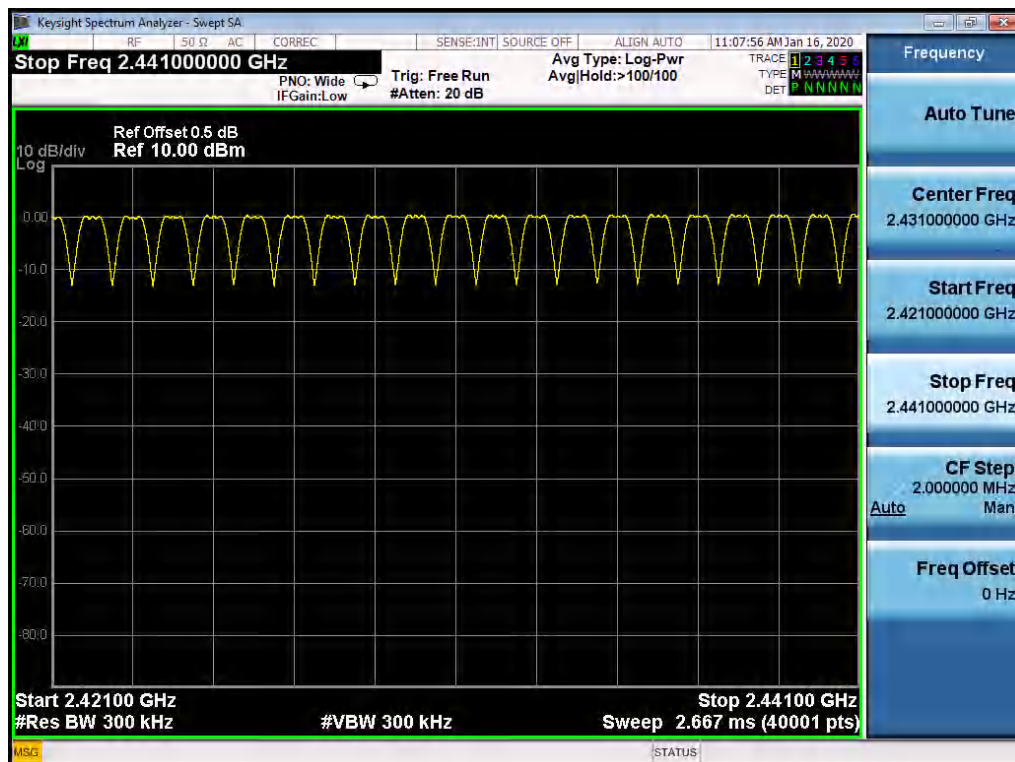 Keysight Spectrum Analyzer - Swept SA
LXI RF 50 Ω AC CORREC SENSE:INT SOURCE OFF ALIGN AUTO 11:07:56 AM Jan 16, 2020
Stop Freq 2.441000000 GHz
PNO: Wide
IFGain:Low
Trig: Free Run
#Atten: 20 dB
Avg Type: Log-Pwr
Avg|Hold:>100/100
TRACE 1 2 3 4 5 6
TYPE M WWWWW
DET P N N N N N
Ref Offset 0.5 dB
10 dB/div Ref 10.00 dBm
Log
0.00
-10.0
-20.0
-30.0
-40.0
-50.0
-60.0
-70.0
-80.0
Start 2.42100 GHz Stop 2.44100 GHz
#Res BW 300 kHz #VBW 300 kHz Sweep 2.667 ms (40001 pts)
MSG STATUS
Frequency
Auto Tune
Center Freq
2.431000000 GHz
Start Freq
2.421000000 GHz
Stop Freq
2.441000000 GHz
CF Step
2.000000 MHz
Auto Man
Freq Offset
0 Hz